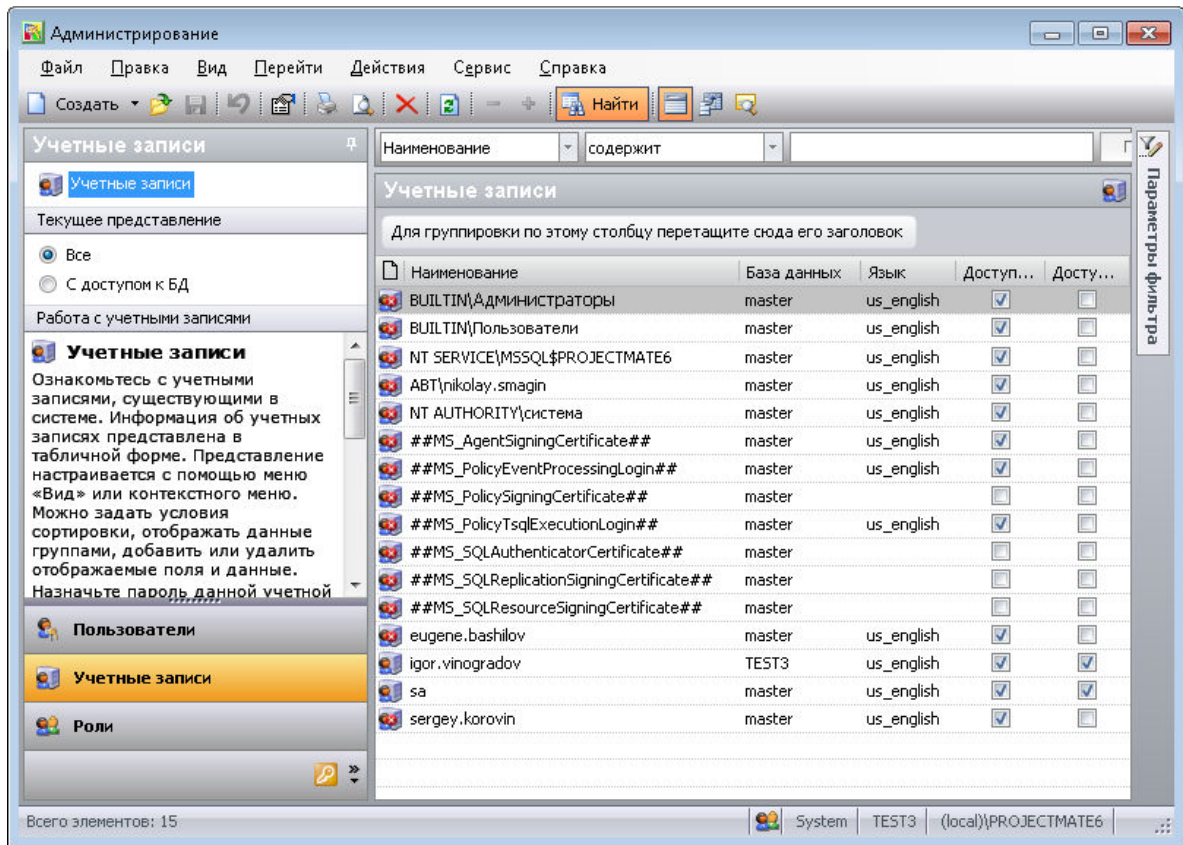 Администрирование
Файл Правка Вид Перейти Действия Сервис Справка
Создать Найти
Учетные записи
Учетные записи
Текущее представление
Все
С доступом к БД
Работа с учетными записями
Учетные записи
Ознакомьтесь с учетными
записями, существующими в
системе. Информация об учетных
записях представлена в
табличной форме. Представление
настраивается с помощью меню
«Вид» или контекстного меню.
Можно задать условия
сортировки, отображать данные
группами, добавить или удалить
отображаемые поля и данные.
Назначьте пароль данной учетной
Пользователи
Учетные записи
Роли
Наименование содержит
Учетные записи
Для группировки по этому столбцу перетащите сюда его заголовок
Наименование База данных Язык Доступ... Досту...
BUILTIN\Администраторы master us_english
BUILTIN\Пользователи master us_english
NT SERVICE\MSSQL$PROJECTMATE6 master us_english
ABT\nikolay.smagin master us_english
NT AUTHORITY\система master us_english
##MS_AgentSigningCertificate## master us_english
##MS_PolicyEventProcessingLogin## master us_english
##MS_PolicySigningCertificate## master
##MS_PolicyTsqlExecutionLogin## master us_english
##MS_SQLAuthenticatorCertificate## master
##MS_SQLReplicationSigningCertificate## master
##MS_SQLResourceSigningCertificate## master
eugene.bashilov master us_english
igor.vinogradov TEST3 us_english
sa master us_english
sergey.korovin master us_english
Параметры фильтра
Всего элементов: 15 System TEST3 (local)\PROJECTMATE6